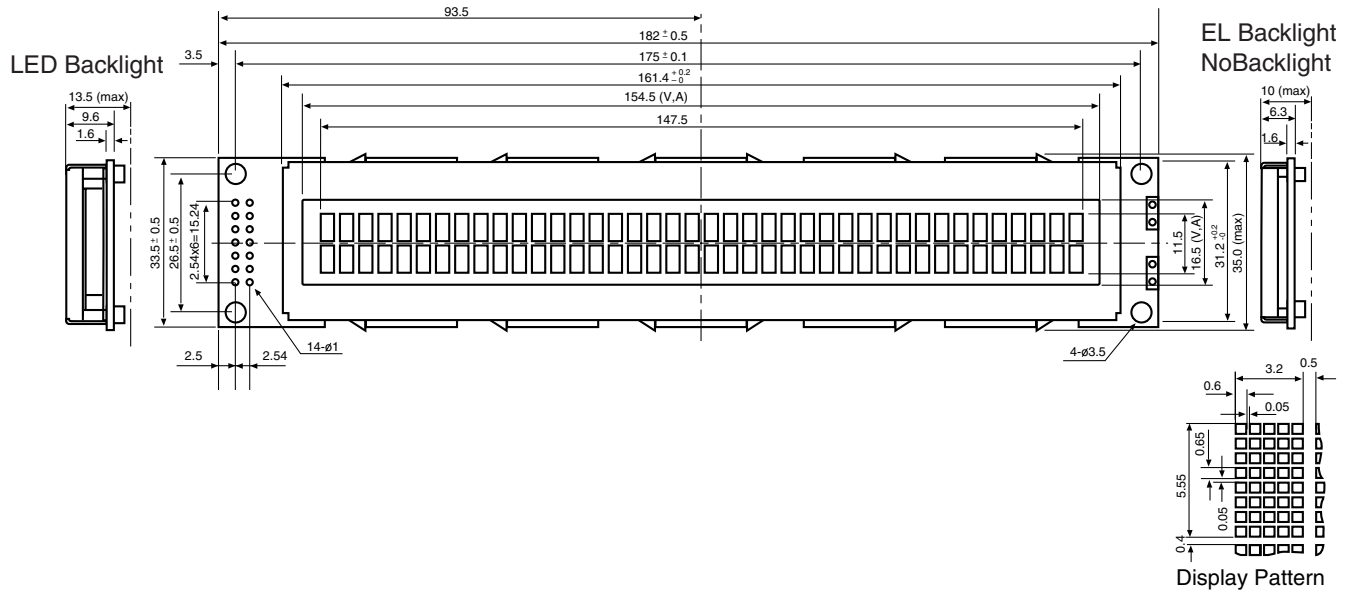 93.5
182 ± 0.5
3.5
175 ± 0.1
161.4 +0.2 -0
154.5 (V,A)
147.5
LED Backlight
13.5 (max)
9.6
1.6
EL Backlight
NoBacklight
10 (max)
6.3
1.6
33.5 ± 0.5
26.5 ± 0.5
2.54x6=15.24
11.5
16.5 (V,A)
31.2 +0.2 -0
35.0 (max)
2.5
2.54
14-ø1
4-ø3.5
3.2
0.5
0.6
0.05
0.65
5.55
0.05
0.4
Display Pattern